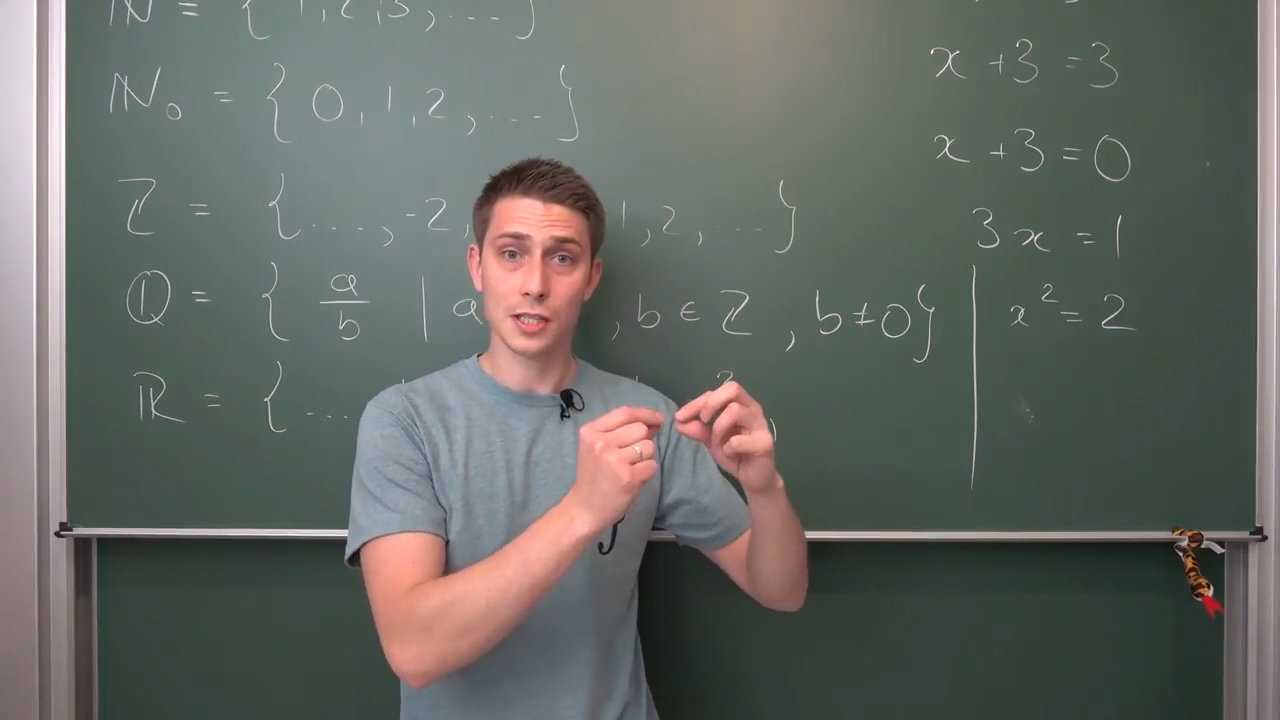 ℕ = {1,2,3,...}
ℕ₀ = {0,1,2,...}
ℤ = {...,-2, 1,2,...}
ℚ = {a/b | a , b ∈ ℤ, b ≠ 0}
ℝ = {...
x + 3 = 3
x + 3 = 0
3x = 1
x² = 2